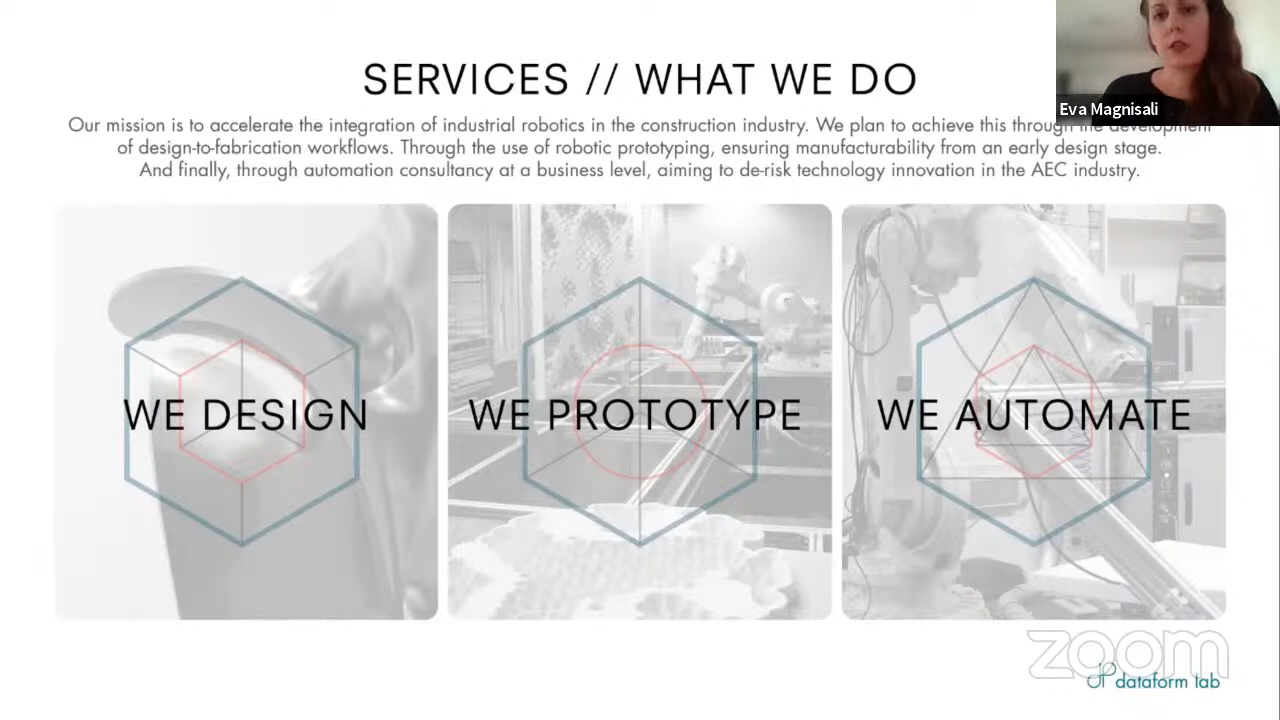 SERVICES // WHAT WE DO
Eva Magnisali
Our mission is to accelerate the integration of industrial robotics in the construction industry. We plan to achieve this through the development
of design-to-fabrication workflows. Through the use of robotic prototyping, ensuring manufacturability from an early design stage.
And finally, through automation consultancy at a business level, aiming to de-risk technology innovation in the AEC industry.
WE DESIGN
WE PROTOTYPE
WE AUTOMATE
zoom
dataform lab